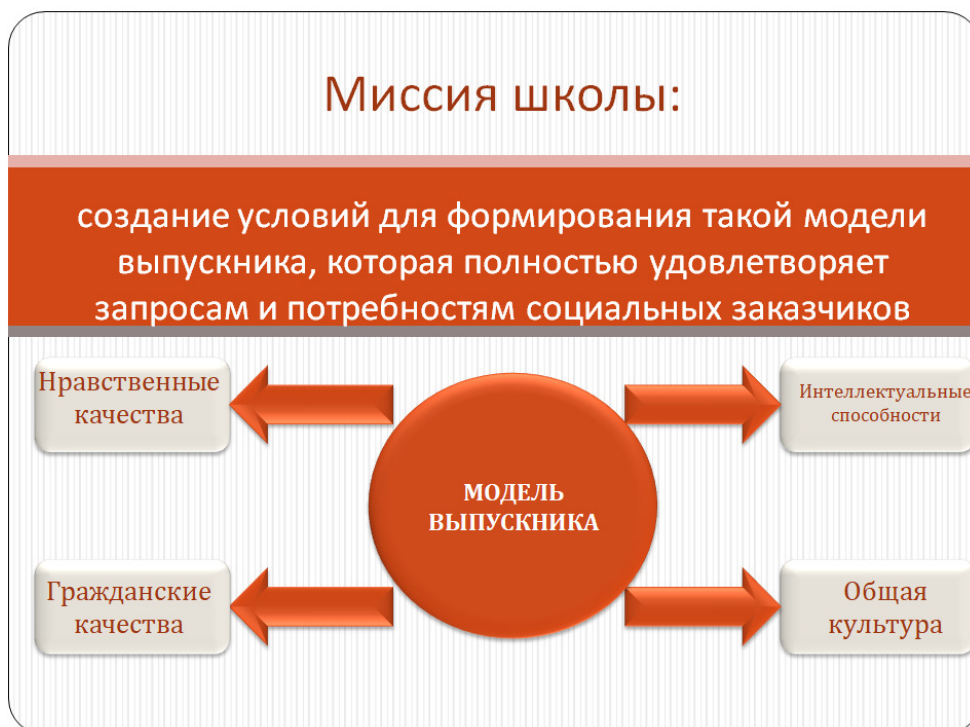 Миссия школы:
создание условий для формирования такой модели
выпускника, которая полностью удовлетворяет
запросам и потребностям социальных заказчиков
Нравственные
качества
Интеллектуальные
способности
МОДЕЛЬ
ВЫПУСКНИКА
Гражданские
качества
Общая
культура